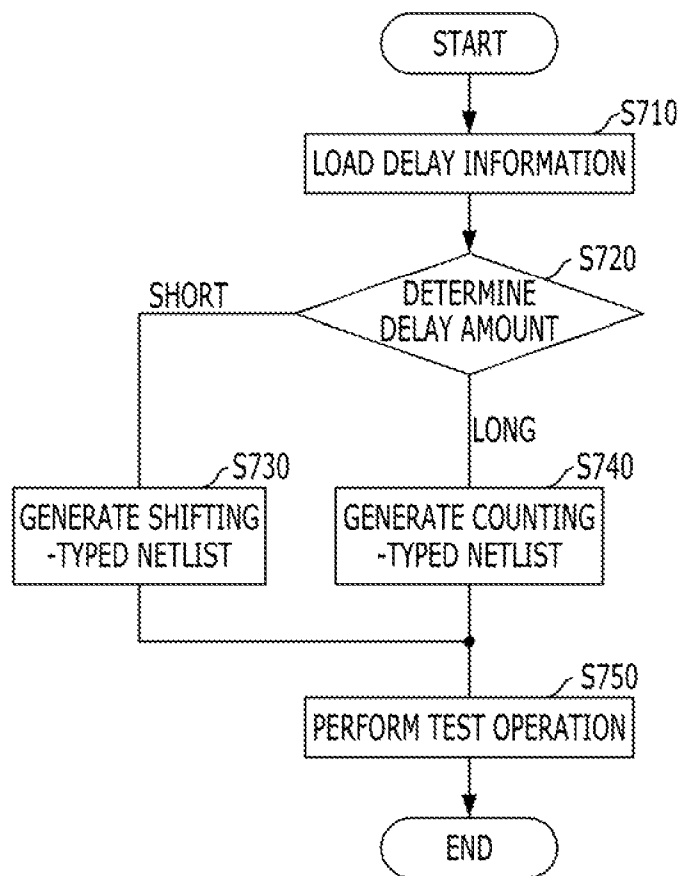 START
S710
LOAD DELAY INFORMATION
S720
SHORT
DETERMINE
DELAY AMOUNT
LONG
S730
GENERATE SHIFTING
-TYPED NETLIST
S740
GENERATE COUNTING
-TYPED NETLIST
S750
PERFORM TEST OPERATION
END